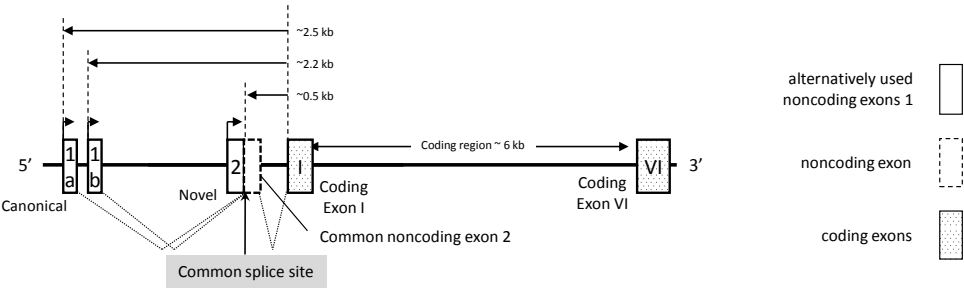 ~2.5 kb
~2.2 kb
~0.5 kb
Coding region ~ 6 kb
5’
1
a
1
b
2
I
VI
3’
Canonical
Novel
Coding
Exon I
Coding
Exon VI
Common noncoding exon 2
Common splice site
alternatively used
noncoding exons 1
noncoding exon
coding exons